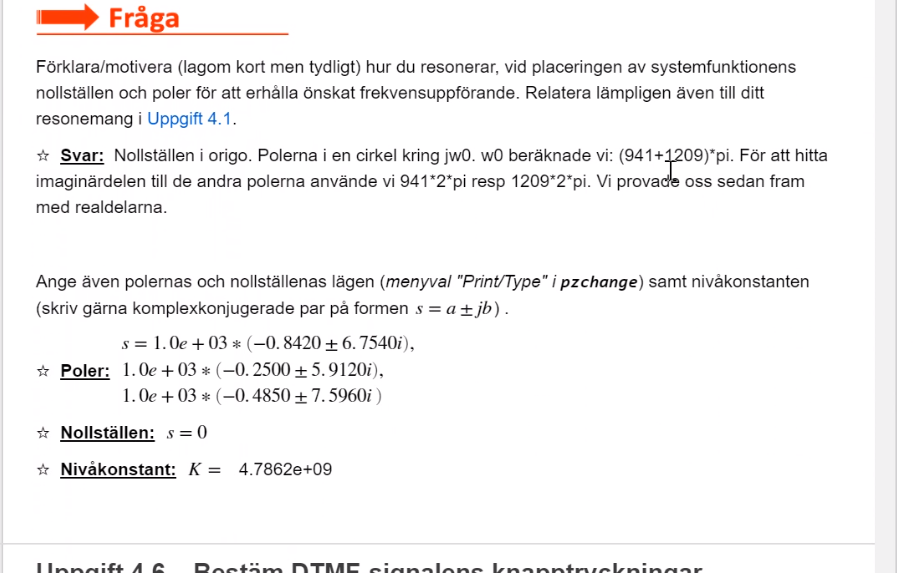 Fråga
Förklara/motivera (lagom kort men tydligt) hur du resonerar, vid placeringen av systemfunktionens
nollställen och poler för att erhålla önskat frekvensuppförande. Relatera lämpligen även till ditt
resonemang i Uppgift 4.1.
☆ Svar: Nollställen i origo. Polerna i en cirkel kring jw0. w0 beräknade vi: (941+1209)*pi. För att hitta
imaginärdelen till de andra polerna använde vi 941*2*pi resp 1209*2*pi. Vi provade oss sedan fram
med realdelarna.
Ange även polernas och nollställenas lägen (menyval "Print/Type" i pzchange) samt nivåkonstanten
(skriv gärna komplexkonjugerade par på formen s = a ± jb) .
s = 1.0e + 03 * (−0.8420 ± 6.7540i),
☆ Poler: 1.0e + 03 * (−0.2500 ± 5.9120i),
1.0e + 03 * (−0.4850 ± 7.5960i )
☆ Nollställen: s = 0
☆ Nivåkonstant: K = 4.7862e+09
Uppgift 4.6 Bestäm DTMF-signalens knapptryckningar